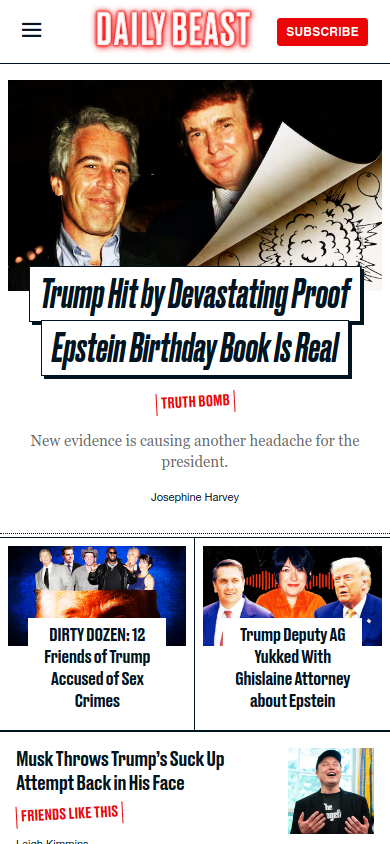 DAILY BEAST
SUBSCRIBE
Trump Hit by Devastating Proof
Epstein Birthday Book Is Real
TRUTH BOMB
New evidence is causing another headache for the
president.
Josephine Harvey
DIRTY DOZEN: 12
Friends of Trump
Accused of Sex
Crimes
Trump Deputy AG
Yukked With
Ghislaine Attorney
about Epstein
Musk Throws Trump’s Suck Up
Attempt Back in His Face
FRIENDS LIKE THIS
Leigh Kimmins